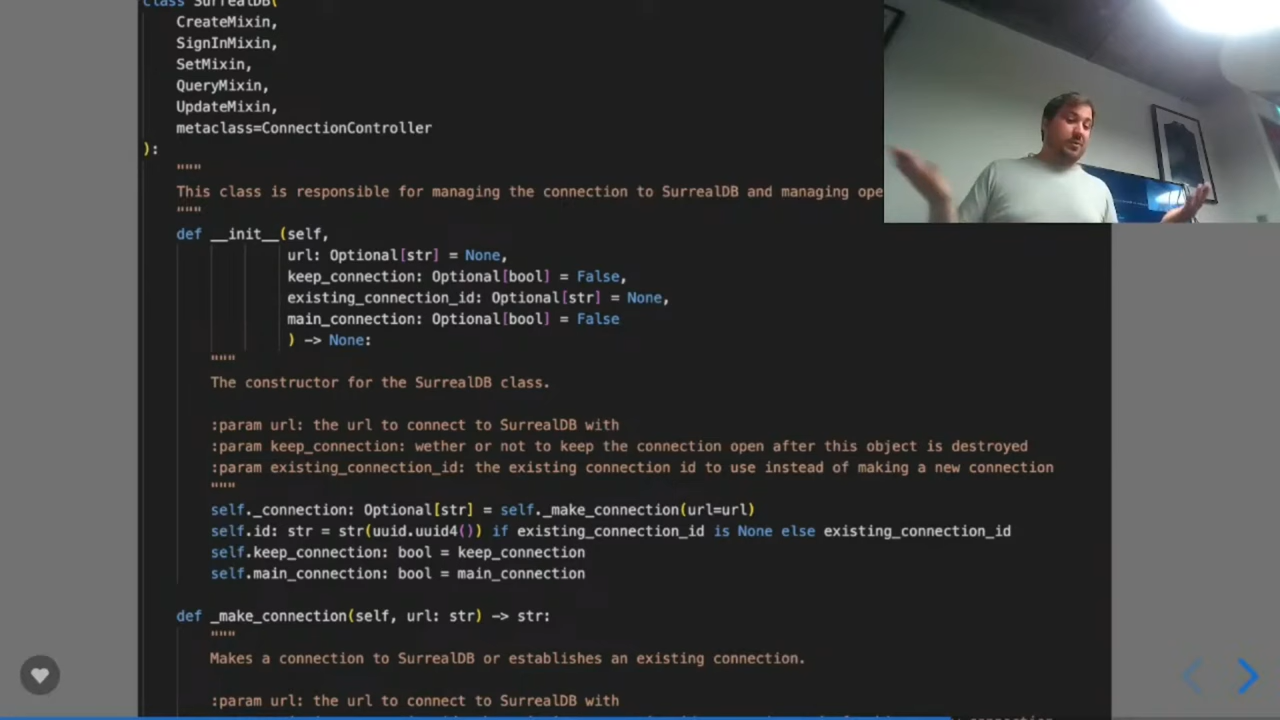 class SurrealDB(
CreateMixin,
SignInMixin,
SetMixin,
QueryMixin,
UpdateMixin,
metaclass=ConnectionController
):
"""
This class is responsible for managing the connection to SurrealDB and managing ope
"""
def __init__(self,
url: Optional[str] = None,
keep_connection: Optional[bool] = False,
existing_connection_id: Optional[str] = None,
main_connection: Optional[bool] = False
) -> None:
"""
The constructor for the SurrealDB class.
:param url: the url to connect to SurrealDB with
:param keep_connection: wether or not to keep the connection open after this object is destroyed
:param existing_connection_id: the existing connection id to use instead of making a new connection
"""
self._connection: Optional[str] = self._make_connection(url=url)
self.id: str = str(uuid.uuid4()) if existing_connection_id is None else existing_connection_id
self.keep_connection: bool = keep_connection
self.main_connection: bool = main_connection
def _make_connection(self, url: str) -> str:
"""
Makes a connection to SurrealDB or establishes an existing connection.
:param url: the url to connect to SurrealDB with